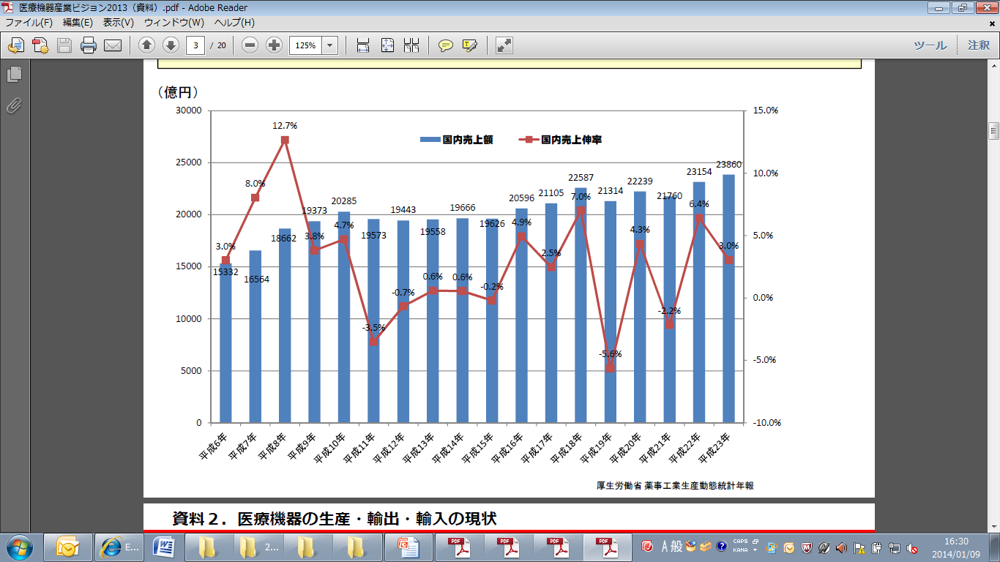 医療機器産業ビジョン2013（資料）.pdf - Adobe Reader
ファイル(F) 編集(E) 表示(V) ウィンドウ(W) ヘルプ(H)
3 / 20 125% ツール 注釈
（億円）
国内売上額 国内売上伸率
30000
25000
20000
15000
10000
5000
0
15.0%
10.0%
5.0%
0.0%
-5.0%
-10.0%
15332 16564 18662 19373 20285 19573 19443 19558 19666 19626 20596 21105 22587 21314 22239 21760 23154 23860
3.0% 8.0% 12.7% 3.8% 4.7% -3.5% -0.7% 0.6% 0.6% -0.2% 4.9% 2.5% 7.0% -5.6% 4.3% -2.2% 6.4% 3.0%
平成6年 平成7年 平成8年 平成9年 平成10年 平成11年 平成12年 平成13年 平成14年 平成15年 平成16年 平成17年 平成18年 平成19年 平成20年 平成21年 平成22年 平成23年
厚生労働省 薬事工業生産動態統計年報
資料２．医療機器の生産・輸出・輸入の現状
E... 2... PDF PDF PDF PDF A 般 CAPS KANA
16:30
2014/01/09